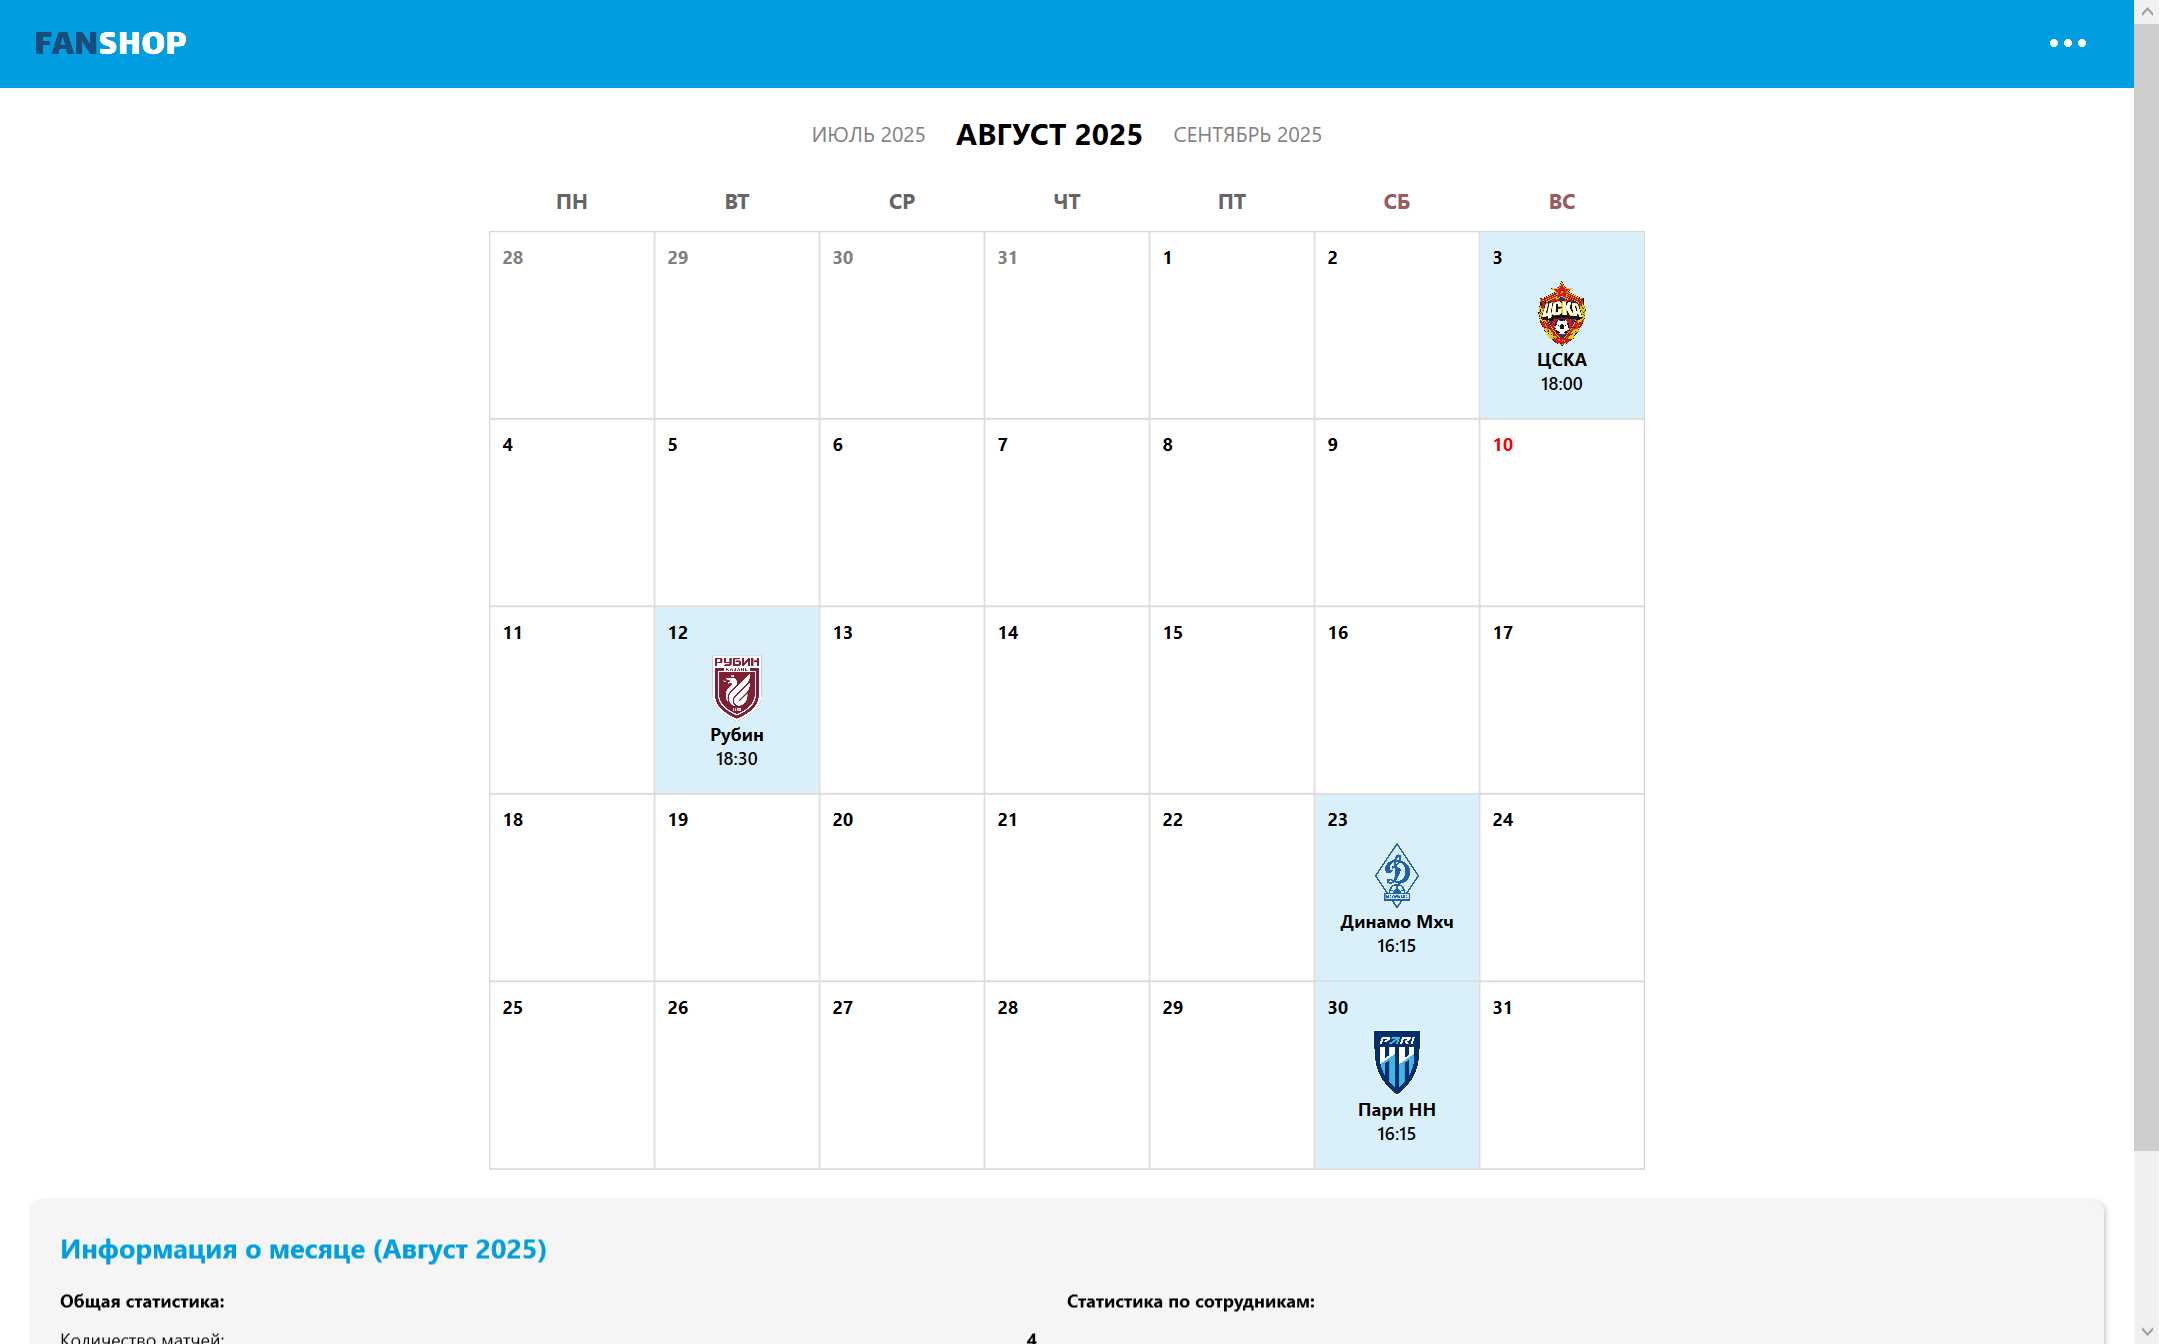 FANSHOP
ИЮЛЬ 2025 АВГУСТ 2025 СЕНТЯБРЬ 2025
ПН ВТ СР ЧТ ПТ СБ ВС
28 29 30 31 1 2 3
ЦСКА
ЦСКА
18:00
4 5 6 7 8 9 10
11 12 13 14 15 16 17
РУБИН
Рубин
18:30
18 19 20 21 22 23 24
Д
Динамо Мхч
16:15
25 26 27 28 29 30 31
PARI
Пари НН
16:15
Информация о месяце (Август 2025)
Общая статистика: Статистика по сотрудникам:
Количество матчей: 4